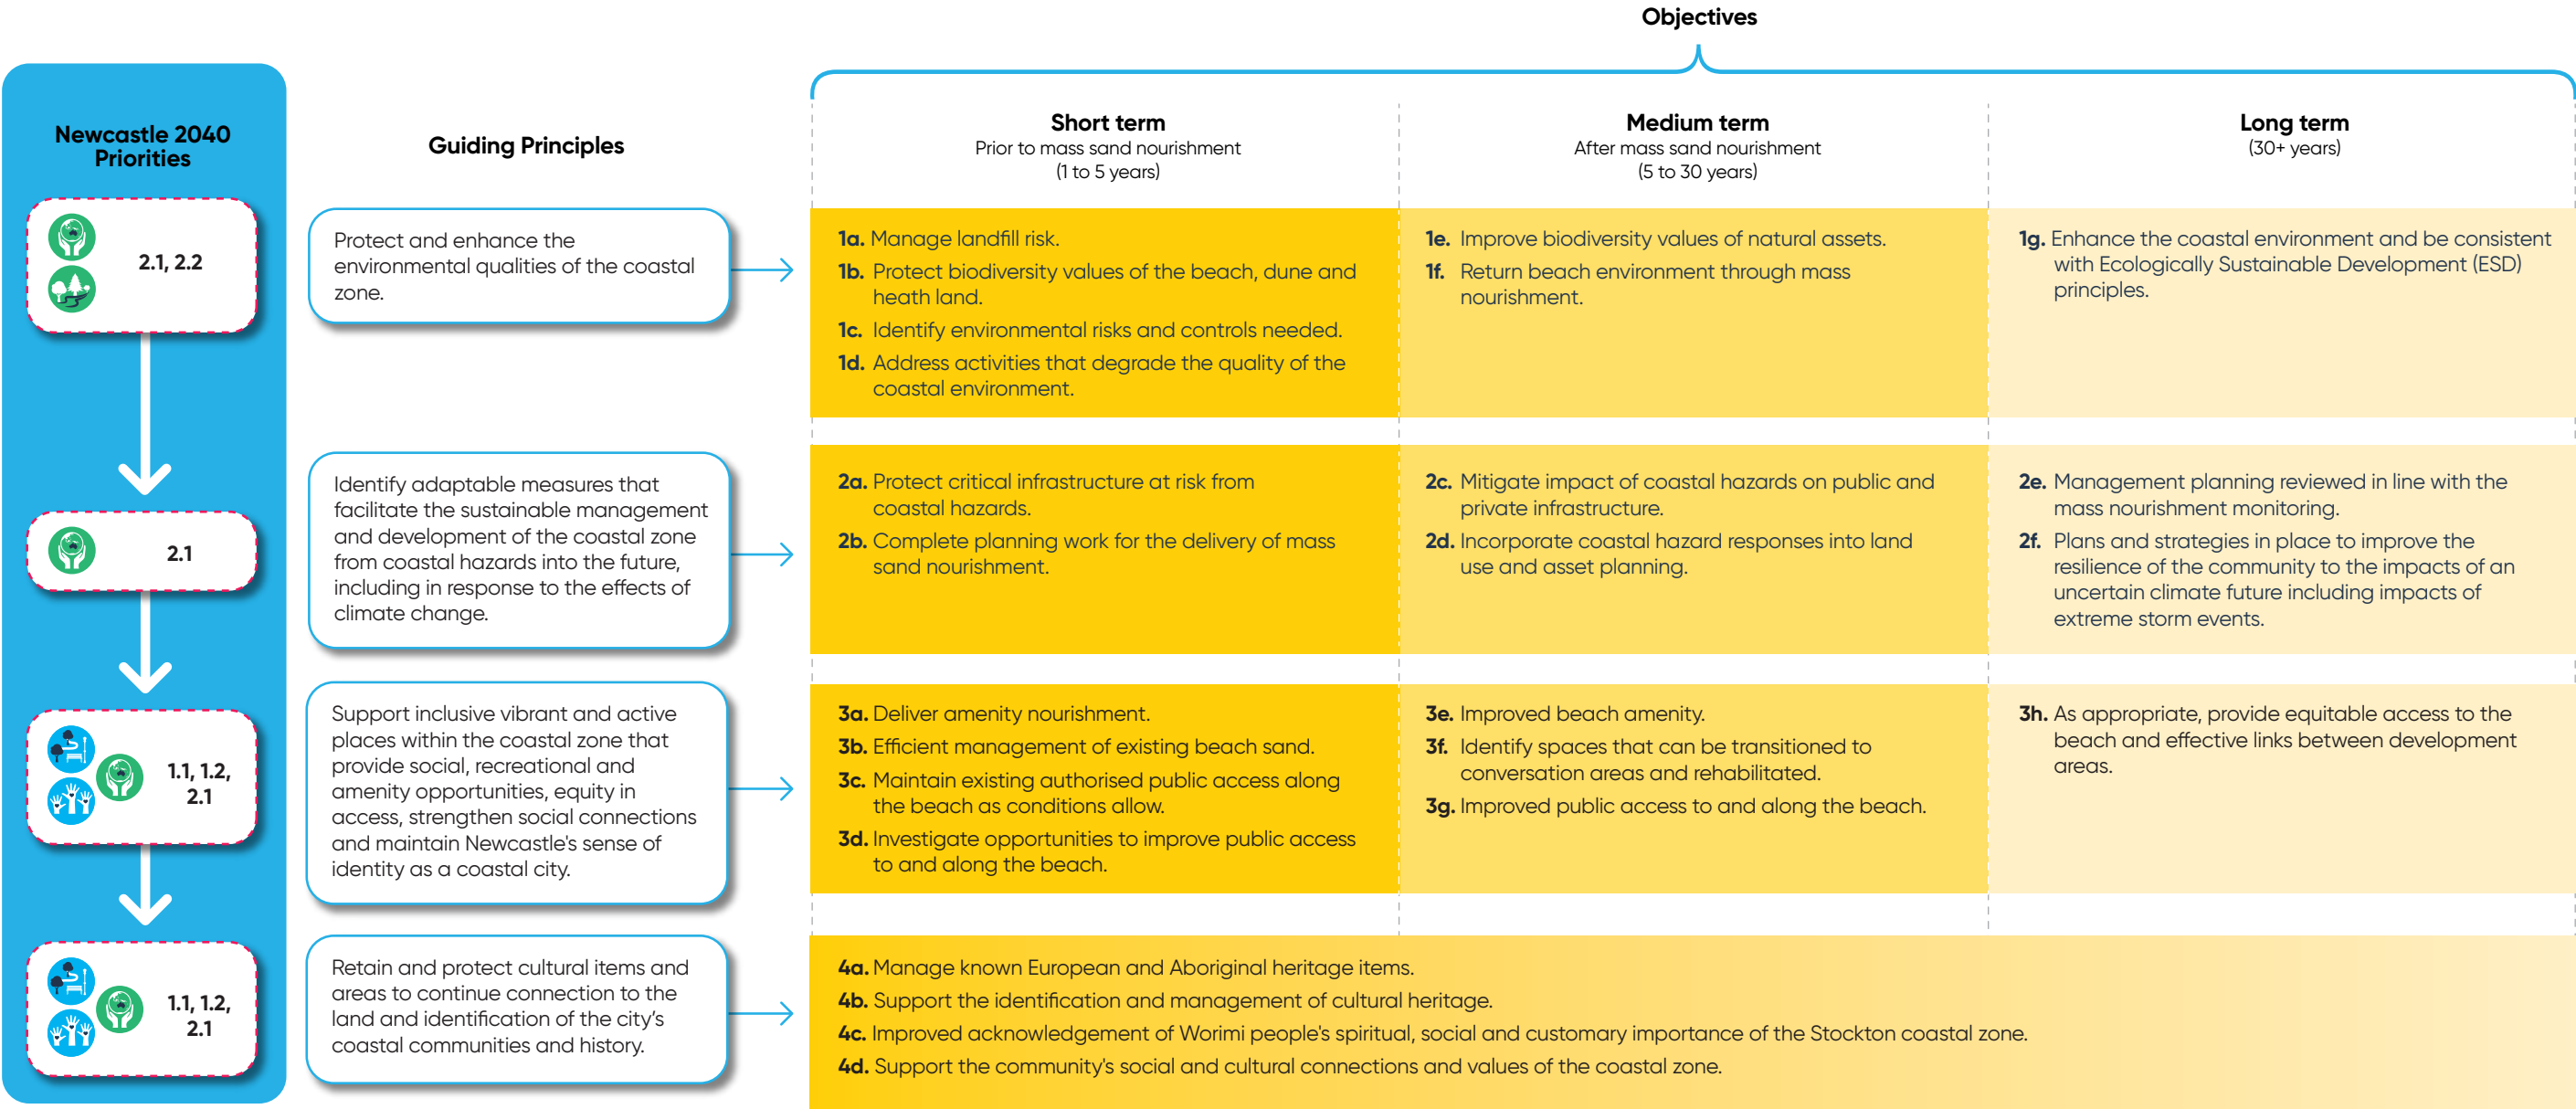 Objectives
Newcastle 2040
Priorities
Guiding Principles
Short term
Prior to mass sand nourishment
(1 to 5 years)
Medium term
After mass sand nourishment
(5 to 30 years)
Long term
(30+ years)
2.1, 2.2
Protect and enhance the
environmental qualities of the coastal
zone.
1a. Manage landfill risk.
1b. Protect biodiversity values of the beach, dune and
heath land.
1c. Identify environmental risks and controls needed.
1d. Address activities that degrade the quality of the
coastal environment.
1e. Improve biodiversity values of natural assets.
1f. Return beach environment through mass
nourishment.
1g. Enhance the coastal environment and be consistent
with Ecologically Sustainable Development (ESD)
principles.
2.1
Identify adaptable measures that
facilitate the sustainable management
and development of the coastal zone
from coastal hazards into the future,
including in response to the effects of
climate change.
2a. Protect critical infrastructure at risk from
coastal hazards.
2b. Complete planning work for the delivery of mass
sand nourishment.
2c. Mitigate impact of coastal hazards on public and
private infrastructure.
2d. Incorporate coastal hazard responses into land
use and asset planning.
2e. Management planning reviewed in line with the
mass nourishment monitoring.
2f. Plans and strategies in place to improve the
resilience of the community to the impacts of an
uncertain climate future including impacts of
extreme storm events.
1.1, 1.2,
2.1
Support inclusive vibrant and active
places within the coastal zone that
provide social, recreational and
amenity opportunities, equity in
access, strengthen social connections
and maintain Newcastle's sense of
identity as a coastal city.
3a. Deliver amenity nourishment.
3b. Efficient management of existing beach sand.
3c. Maintain existing authorised public access along
the beach as conditions allow.
3d. Investigate opportunities to improve public access
to and along the beach.
3e. Improved beach amenity.
3f. Identify spaces that can be transitioned to
conversation areas and rehabilitated.
3g. Improved public access to and along the beach.
3h. As appropriate, provide equitable access to the
beach and effective links between development
areas.
1.1, 1.2,
2.1
Retain and protect cultural items and
areas to continue connection to the
land and identification of the city's
coastal communities and history.
4a. Manage known European and Aboriginal heritage items.
4b. Support the identification and management of cultural heritage.
4c. Improved acknowledgement of Worimi people's spiritual, social and customary importance of the Stockton coastal zone.
4d. Support the community's social and cultural connections and values of the coastal zone.